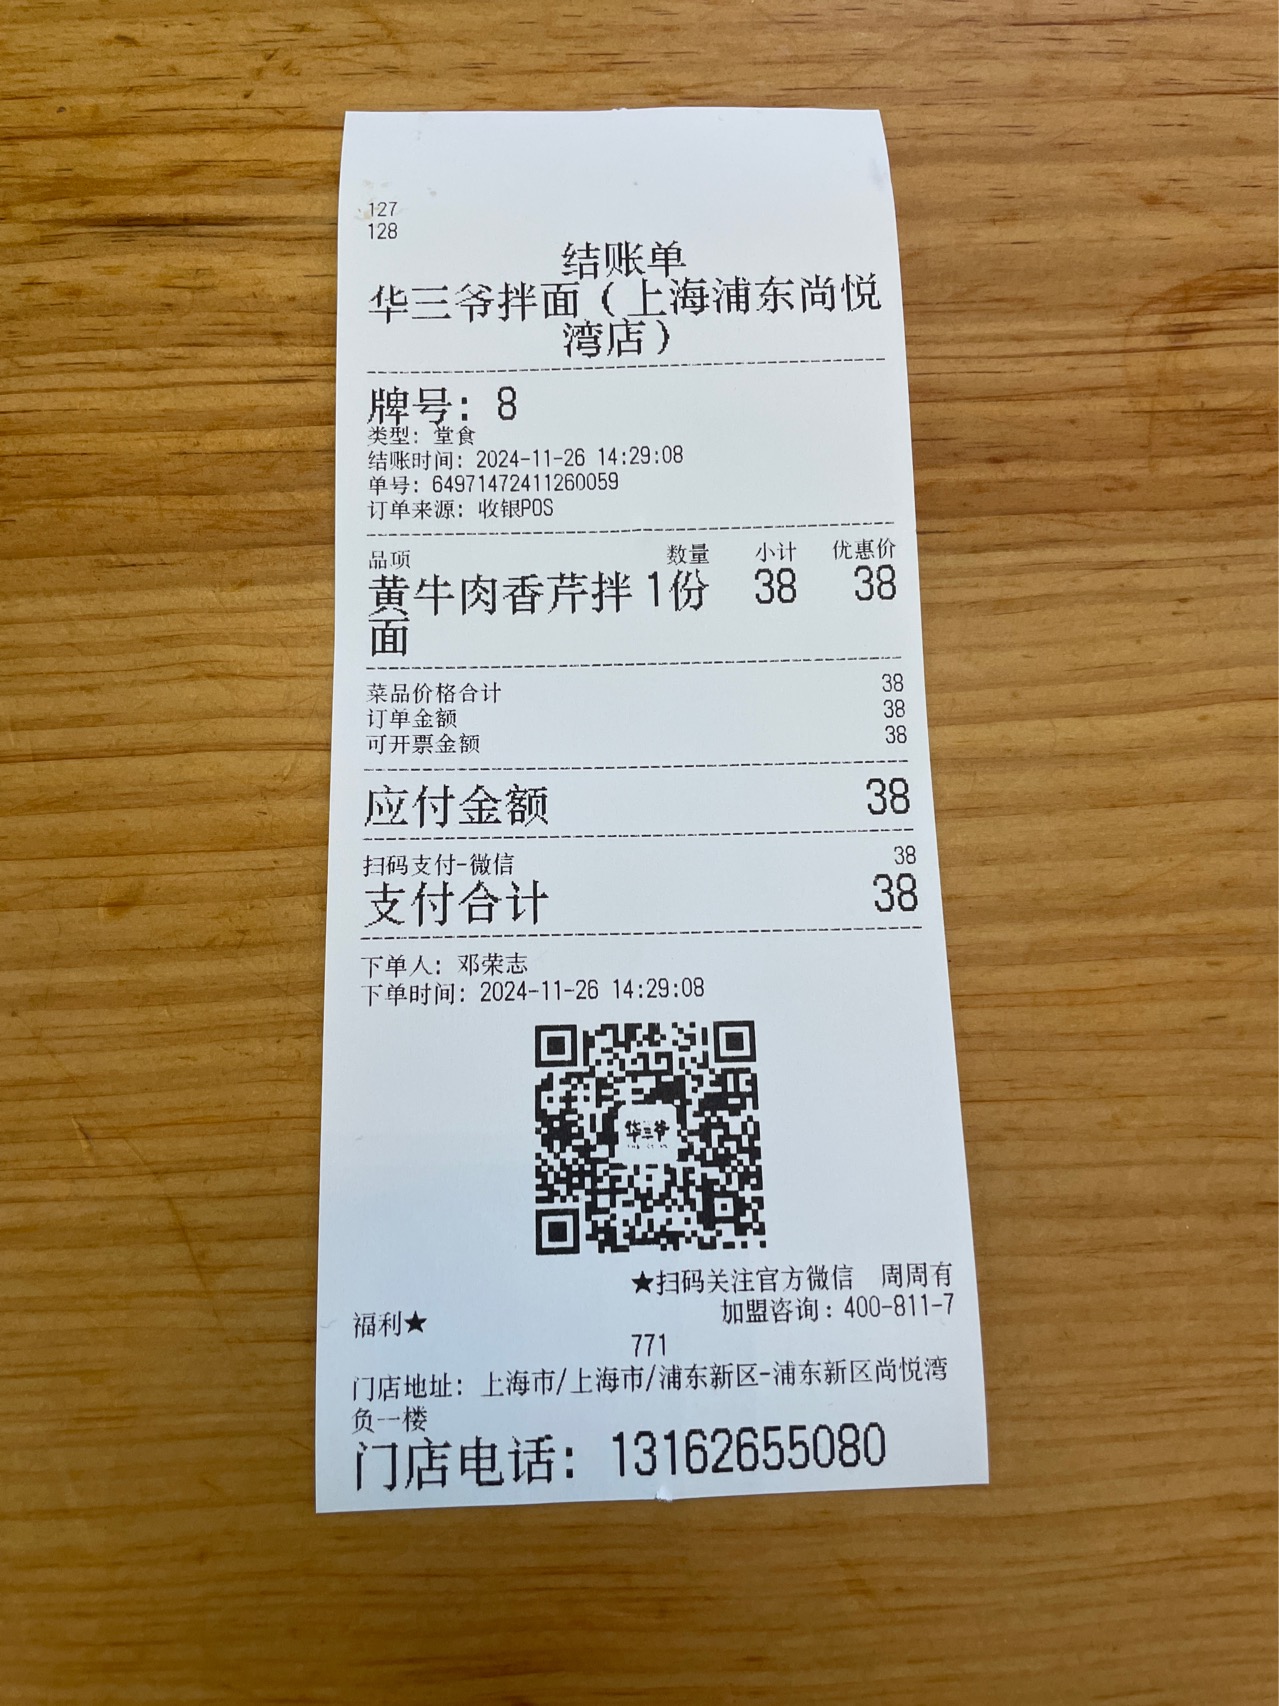 127
128
结账单
华三爷拌面（上海浦东尚悦
湾店）
牌号：8
类型：堂食
结账时间：2024-11-26 14:29:08
单号：64971472411260059
订单来源：收银POS
品项 数量 小计 优惠价
黄牛肉香芹拌 1份 38 38
面
菜品价格合计 38
订单金额 38
可开票金额 38
应付金额 38
扫码支付-微信 38
支付合计 38
下单人：邓荣志
下单时间：2024-11-26 14:29:08
华三爷
★扫码关注官方微信 周周有
福利★ 加盟咨询：400-811-7
771
门店地址：上海市/上海市/浦东新区-浦东新区尚悦湾
负一楼
门店电话：13162655080